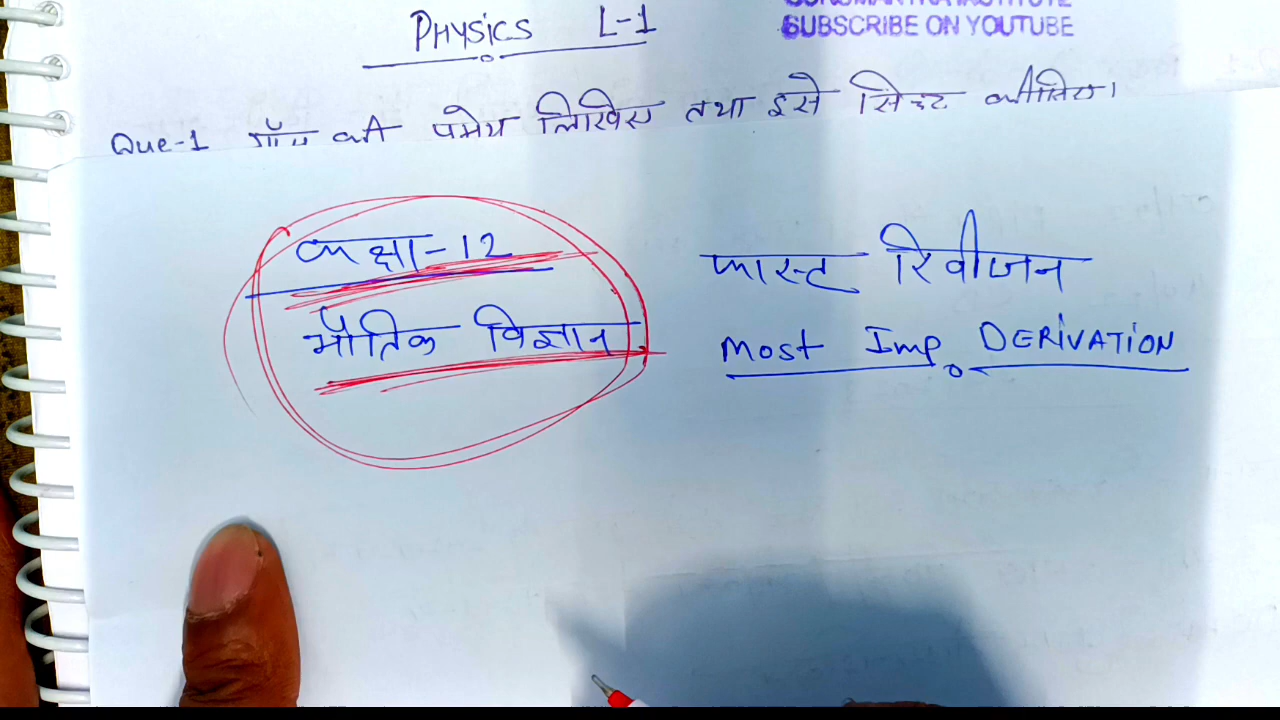 PHYSICS L-1
SUBSCRIBE ON YOUTUBE
Que-1 की प्रमेय लिखिए तथा इसे सिद्ध कीजिए।
कक्षा-12
भौतिक विज्ञान
फास्ट रिवीजन
Most Imp DERIVATION